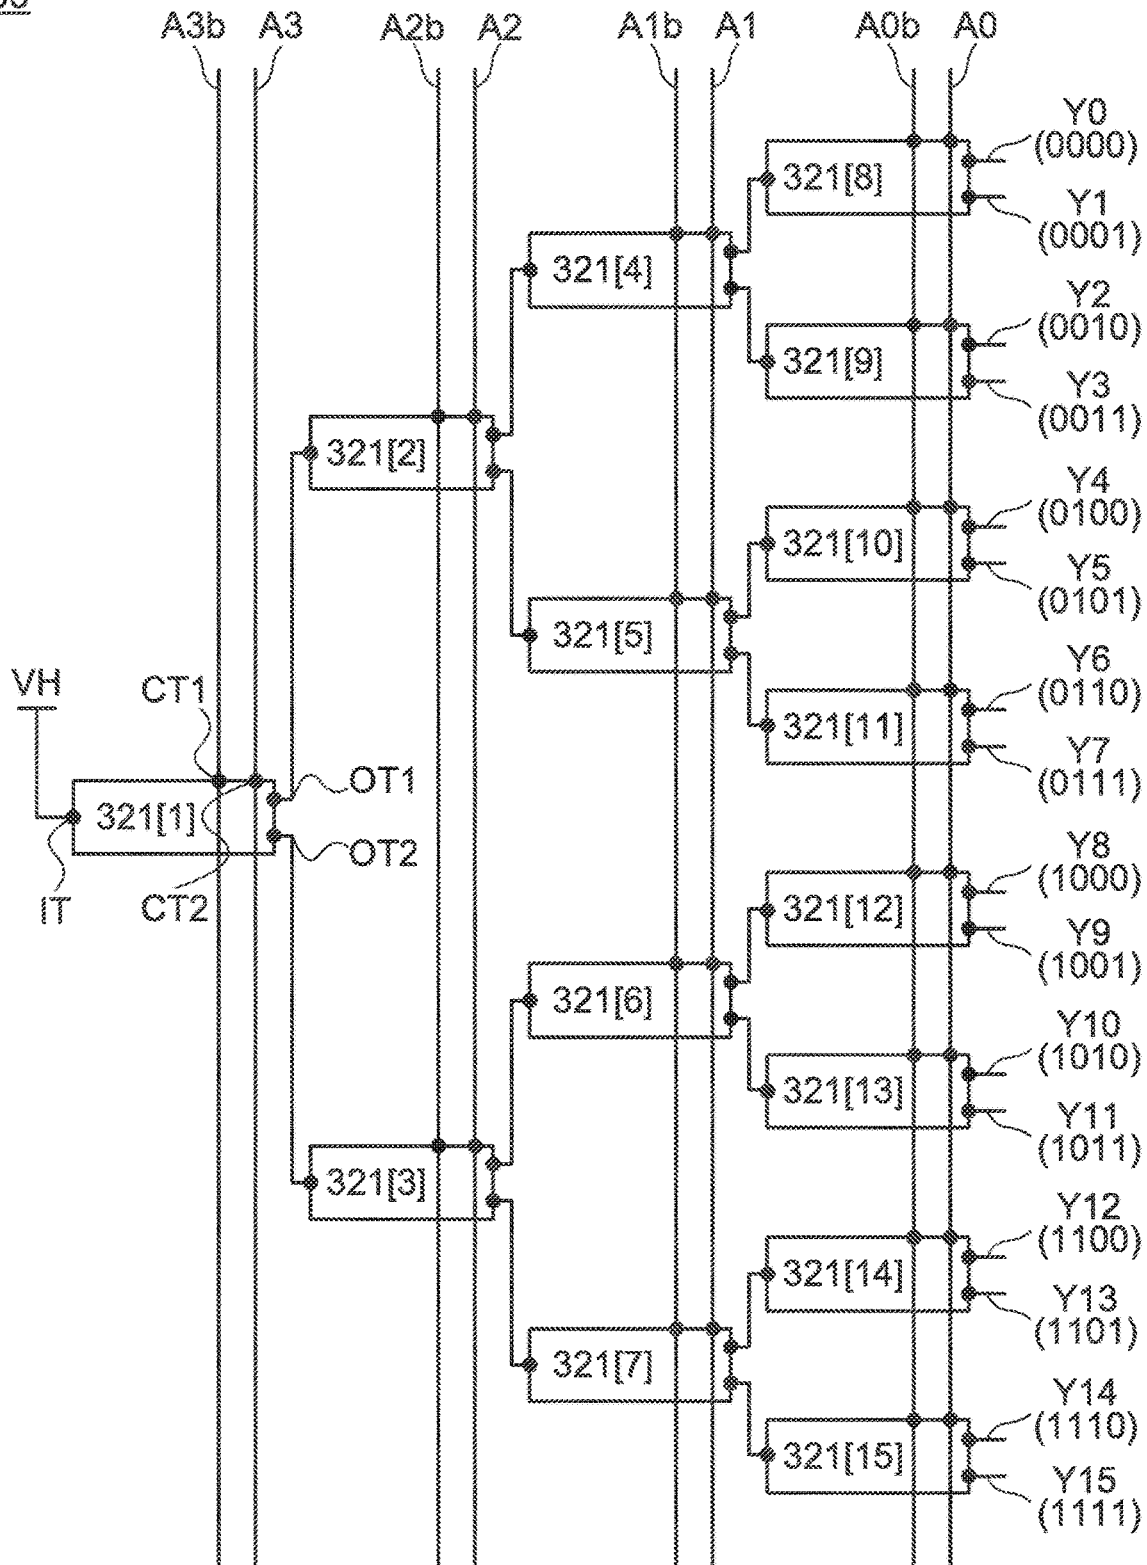 A3b A3 A2b A2 A1b A1 A0b A0
Y0
(0000)
321[8]
Y1
(0001)
321[4]
Y2
(0010)
321[9]
Y3
(0011)
321[2]
Y4
(0100)
321[10]
Y5
(0101)
321[5]
Y6
(0110)
VH
CT1
321[11]
Y7
(0111)
OT1
321[1]
OT2
Y8
(1000)
IT
CT2
321[12]
Y9
(1001)
321[6]
Y10
(1010)
321[13]
Y11
(1011)
321[3]
Y12
(1100)
321[14]
Y13
(1101)
321[7]
Y14
(1110)
321[15]
Y15
(1111)